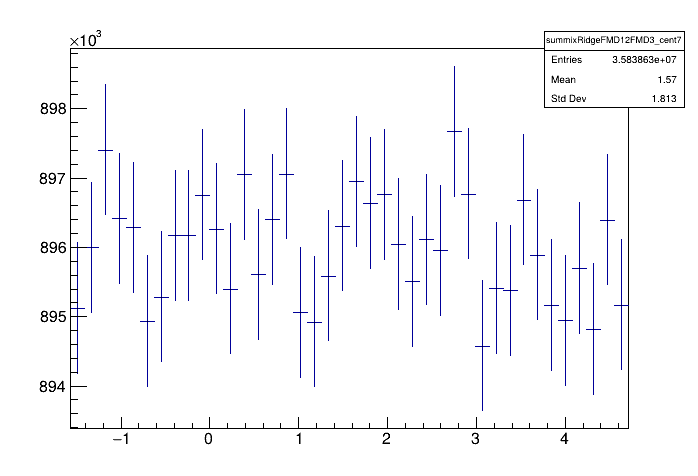 ×10³
summixRidgeFMD12FMD3_cent7
Entries 3.583863e+07
Mean 1.57
Std Dev 1.813
898
897
896
895
894
−1 0 1 2 3 4